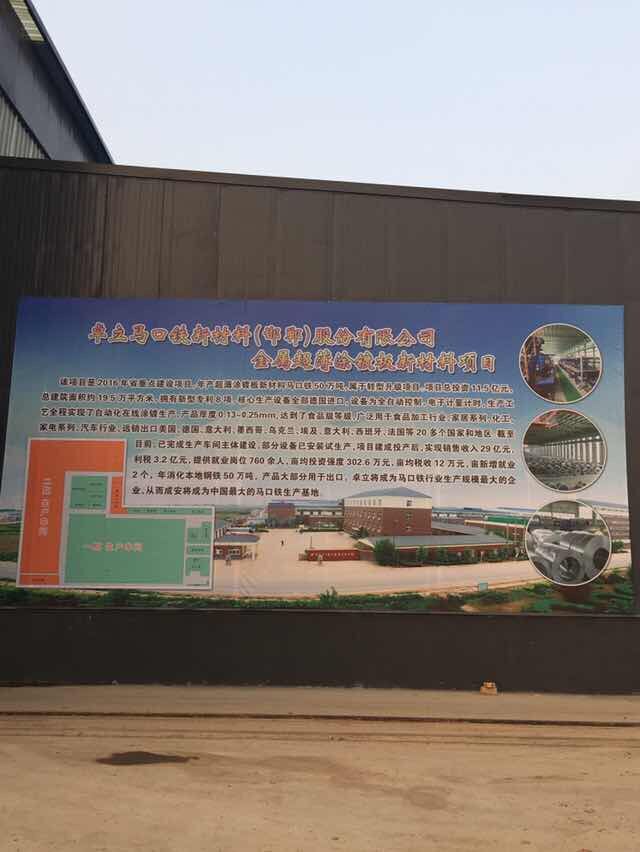 卓立马口铁新材料(邯郸)股份有限公司
金属超薄涂镀板新材料项目
该项目是2016年省重点建设项目,年产超薄涂镀板新材料马口铁50万吨,属于转型升级项目,项目总投资11.5亿元,
总建筑面积约19.5万平方米,拥有新型专利8项,核心生产设备全部德国进口,设备为全自动控制,电子计量计时,生产工
艺全程实现了自动化在线涂镀生产,产品厚度0.13-0.25mm,达到了食品级等级,广泛用于食品加工行业,家居系列,化工,
家电系列,汽车行业,远销出口美国,德国,意大利,墨西哥,乌克兰,埃及,意大利,西班牙,法国等20多个国家和地区.截至
目前,已完成生产车间主体建设,部分设备已安装试生产,项目建成投产后,实现销售收入29亿元,
利税3.2亿元,提供就业岗位760余人,亩均投资强度302.6万元,亩均税收12万元,亩新增就业
2个,年消化本地钢铁50万吨,产品大部分用于出口,卓立将成为马口铁行业生产规模最大的企
业,从而成安将成为中国最大的马口铁生产基地.
二期 生产车间
一期 生产车间